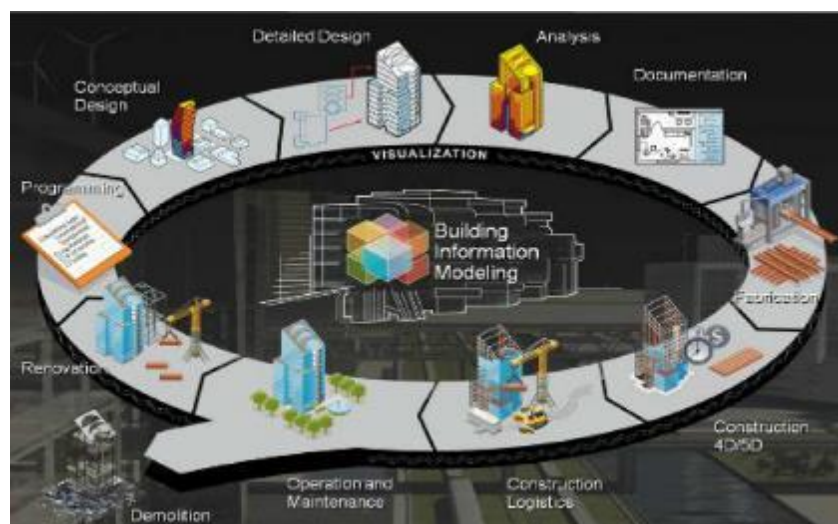 Detailed Design
Analysis
Conceptual
Design
Documentation
VISUALIZATION
Programming
Building
Information
Modeling
Fabrication
Renovation
Construction
4D/5D
Operation and
Maintenance
Construction
Logistics
Demolition